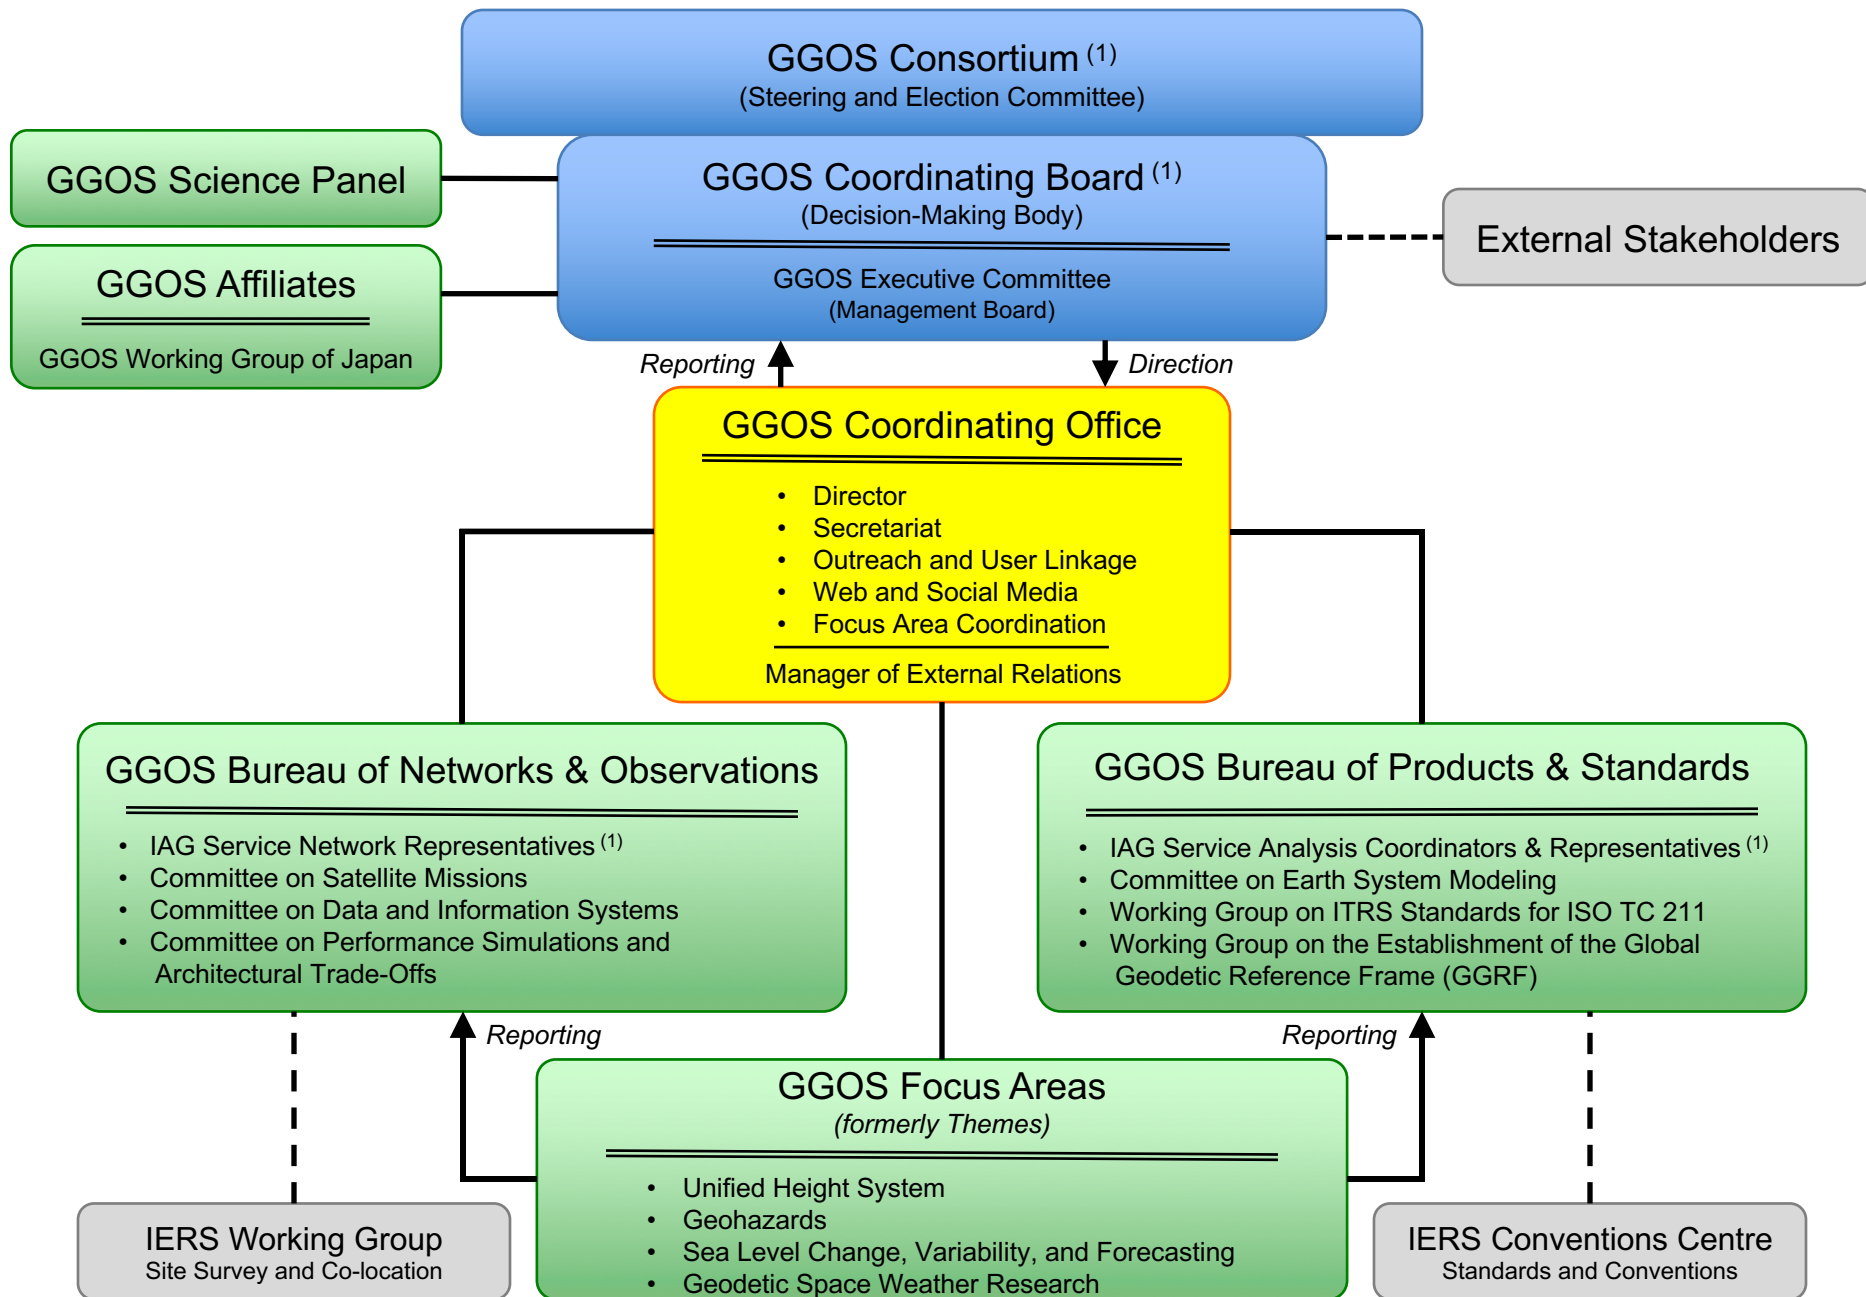 GGOS Consortium (1)
(Steering and Election Committee)
GGOS Science Panel
GGOS Coordinating Board (1)
(Decision-Making Body)
GGOS Executive Committee
(Management Board)
External Stakeholders
GGOS Affiliates
GGOS Working Group of Japan
Reporting
Direction
GGOS Coordinating Office
• Director
• Secretariat
• Outreach and User Linkage
• Web and Social Media
• Focus Area Coordination
Manager of External Relations
GGOS Bureau of Networks & Observations
• IAG Service Network Representatives (1)
• Committee on Satellite Missions
• Committee on Data and Information Systems
• Committee on Performance Simulations and
Architectural Trade-Offs
GGOS Bureau of Products & Standards
• IAG Service Analysis Coordinators & Representatives (1)
• Committee on Earth System Modeling
• Working Group on ITRS Standards for ISO TC 211
• Working Group on the Establishment of the Global
Geodetic Reference Frame (GGRF)
Reporting
Reporting
GGOS Focus Areas
(formerly Themes)
• Unified Height System
• Geohazards
• Sea Level Change, Variability, and Forecasting
• Geodetic Space Weather Research
IERS Working Group
Site Survey and Co-location
IERS Conventions Centre
Standards and Conventions